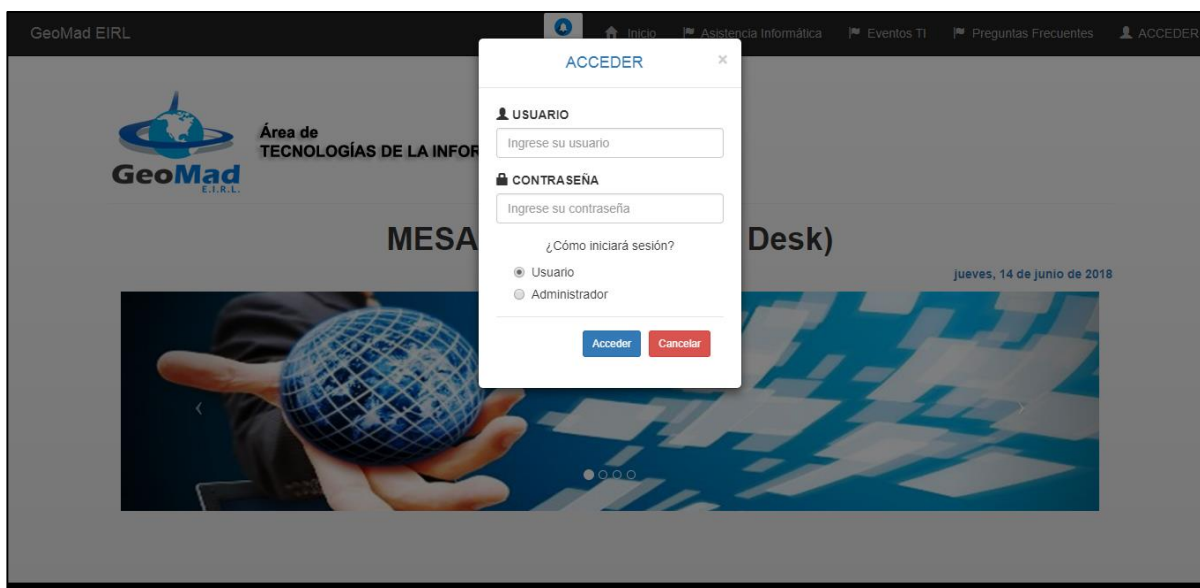 GeoMad EIRL
Inicio
Asistencia Informática
Eventos TI
Preguntas Frecuentes
ACCEDER
ACCEDER
×
USUARIO
Ingrese su usuario
CONTRASEÑA
Ingrese su contraseña
¿Cómo iniciará sesión?
Usuario
Administrador
Acceder
Cancelar
Área de
TECNOLOGÍAS DE LA INFOR
GeoMad
E.I.R.L.
MESA Desk)
jueves, 14 de junio de 2018